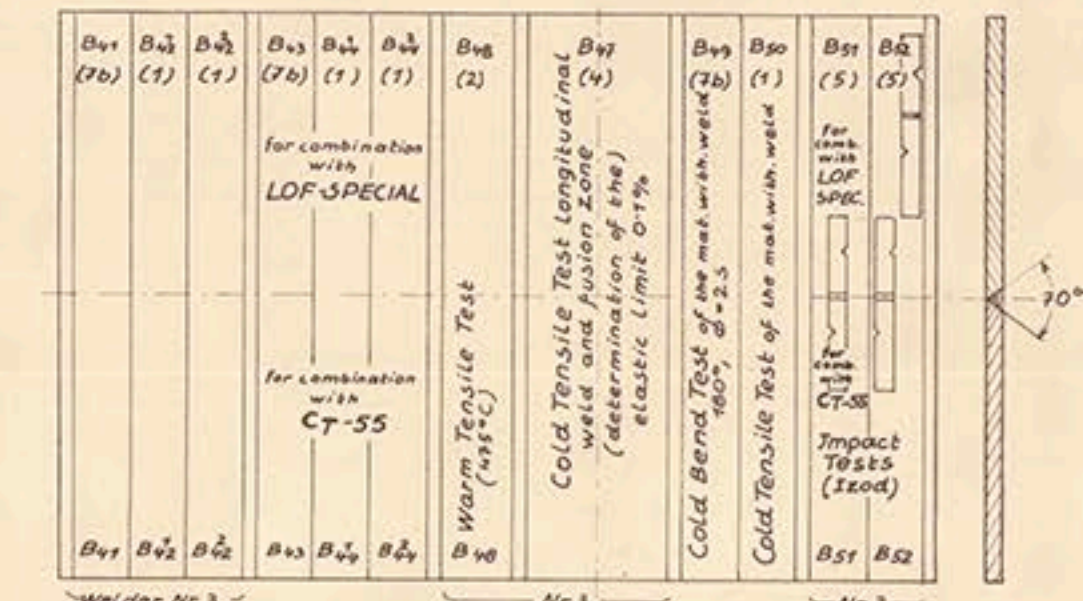 B41 B42¹ B42² B43 B44¹ B44² B48 B47 B49 B50 B51 B52
(7b) (1) (1) (7b) (1) (1) (2) (4) (7b) (1) (5) (5)
for combination
with
LOF-SPECIAL
for combination
with
CT-55
Warm Tensile Test
(475°C)
Cold Tensile Test longitudinal
weld and fusion zone
(determination of the)
elastic limit 0·1%
Cold Bend Test of the mat.with.weld
180°, d=2.s
Cold Tensile Test of the mat.with.weld
for
comb.
with
LOF
SPEC.
for
comb.
with
CT-55
Impact
Tests
(Izod)
70°
B41 B42¹ B42² B43 B44¹ B44² B48 B51 B52